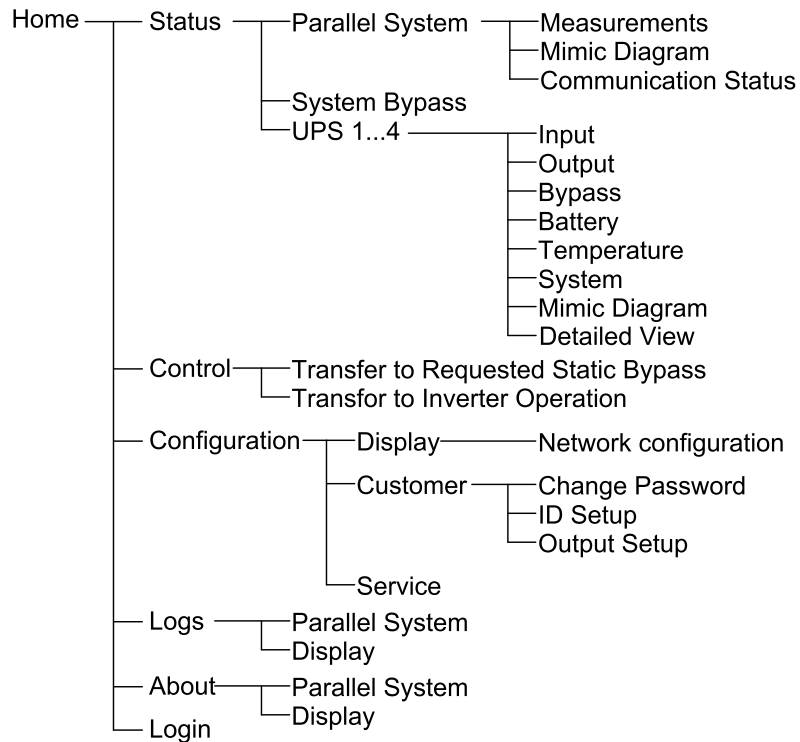 Home Status Parallel System Measurements
Mimic Diagram
Communication Status
System Bypass
UPS 1...4 Input
Output
Bypass
Battery
Temperature
System
Mimic Diagram
Detailed View
Control Transfer to Requested Static Bypass
Transfor to Inverter Operation
Configuration Display Network configuration
Customer Change Password
ID Setup
Output Setup
Service
Logs Parallel System
Display
About Parallel System
Display
Login